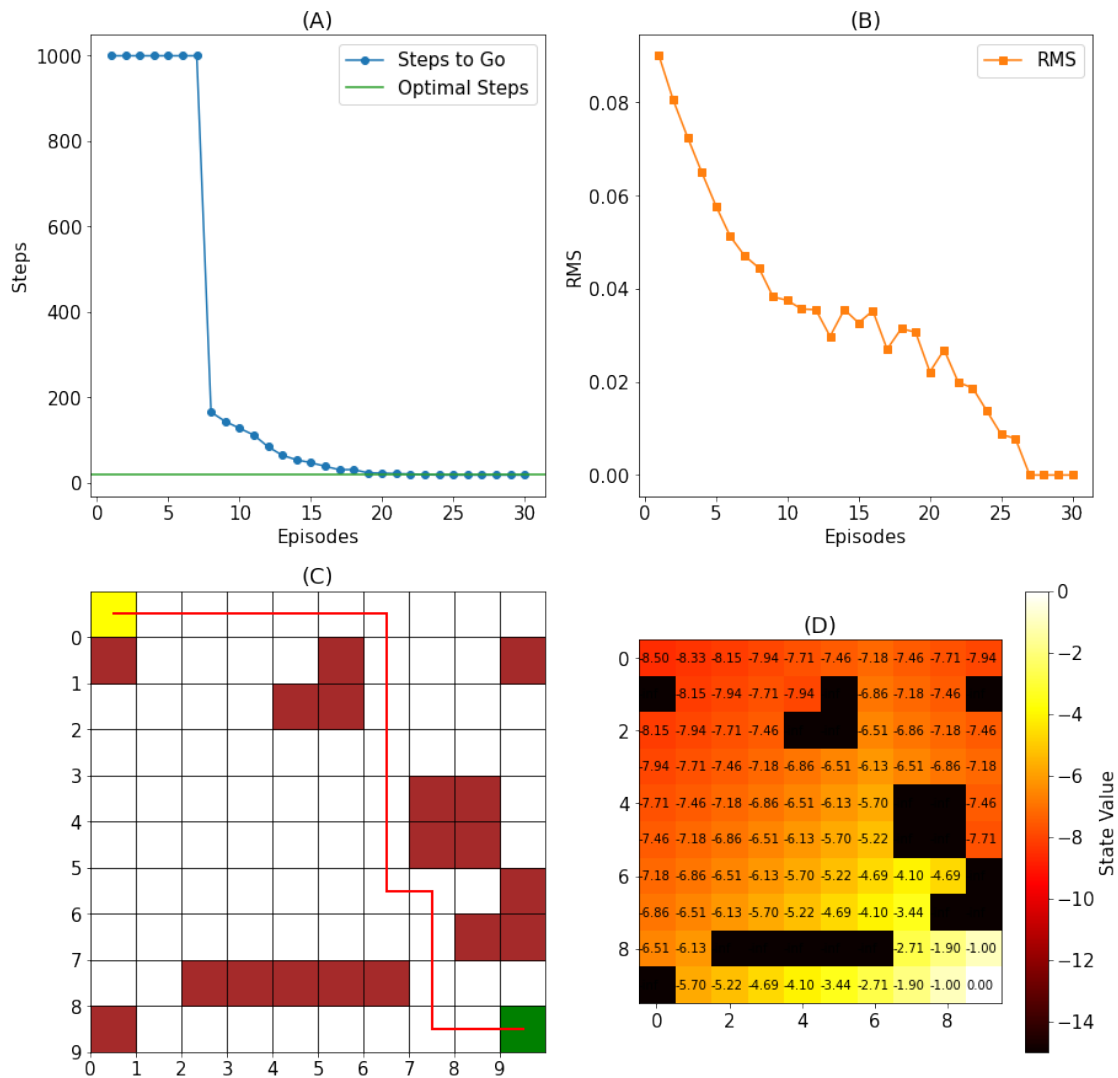 (A)
1000
800
600
400
200
0
Steps
Steps to Go
Optimal Steps
0 5 10 15 20 25 30
Episodes
(B)
0.08
0.06
0.04
0.02
0.00
RMS
RMS
0 5 10 15 20 25 30
Episodes
(C)
0
1
2
3
4
5
6
7
8
9
0 1 2 3 4 5 6 7 8 9
(D)
0 -8.50 -8.33 -8.15 -7.94 -7.71 -7.46 -7.18 -7.46 -7.71 -7.94
-8.15 -7.94 -7.71 -7.94 -6.86 -7.18 -7.46
2 -8.15 -7.94 -7.71 -7.46 -6.51 -6.86 -7.18 -7.46
-7.94 -7.71 -7.46 -7.18 -6.86 -6.51 -6.13 -6.51 -6.86 -7.18
4 -7.71 -7.46 -7.18 -6.86 -6.51 -6.13 -5.70 -7.46
-7.46 -7.18 -6.86 -6.51 -6.13 -5.70 -5.22 -7.71
6 -7.18 -6.86 -6.51 -6.13 -5.70 -5.22 -4.69 -4.10 -4.69
-6.86 -6.51 -6.13 -5.70 -5.22 -4.69 -4.10 -3.44
8 -6.51 -6.13 -2.71 -1.90 -1.00
-5.70 -5.22 -4.69 -4.10 -3.44 -2.71 -1.90 -1.00 0.00
0 2 4 6 8
0
−2
−4
−6
−8
−10
−12
−14
State Value